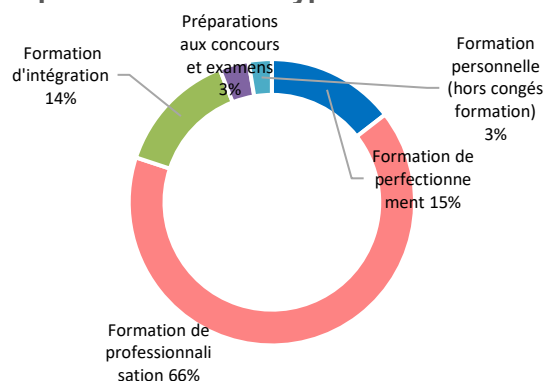 Préparations
aux concours
et examens
3%
Formation
personnelle
(hors congés
formation)
3%
Formation
d'intégration
14%
Formation de
perfectionne
ment 15%
Formation de
professionnali
sation 66%